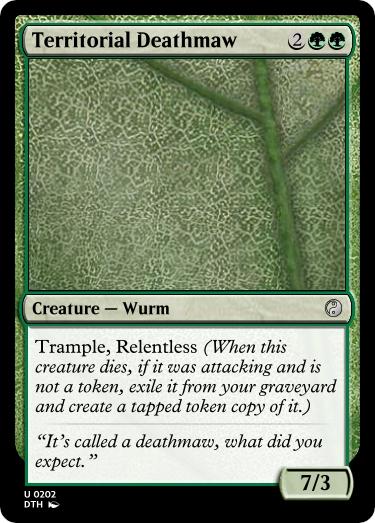 Territorial Deathmaw 2
Creature — Wurm
Trample, Relentless (When this
creature dies, if it was attacking and is
not a token, exile it from your graveyard
and create a tapped token copy of it.)
“It’s called a deathmaw, what did you
expect.”
7/3
U 0202
DTH